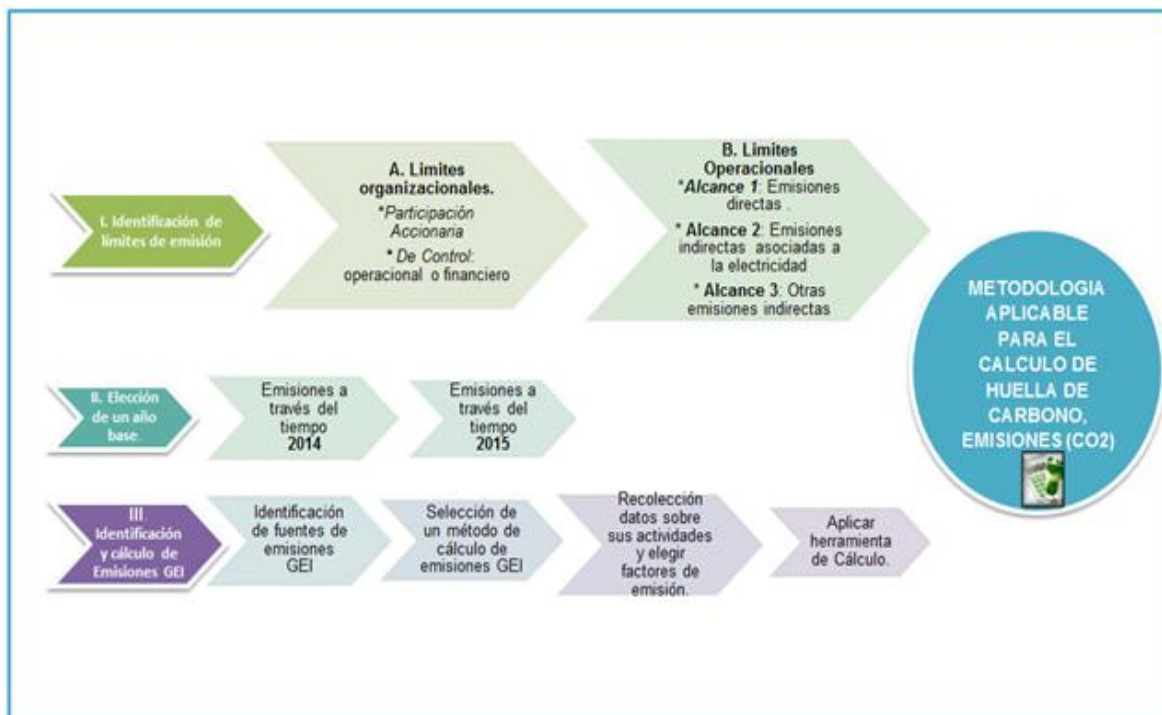 I. Identificación de
límites de emisión
A. Limites
organizacionales.
*Participación
Accionaria
* De Control:
operacional o financiero
B. Limites
Operacionales
*Alcance 1: Emisiones
directas .
* Alcance 2: Emisiones
indirectas asociadas a
la electricidad
* Alcance 3: Otras
emisiones indirectas
II. Elección
de un año
base.
Emisiones a
través del
tiempo
2014
Emisiones a
través del
tiempo
2015
III.
Identificación
y cálculo de
Emisiones GEI
Identificación
de fuentes de
emisiones
GEI
Selección de
un método de
cálculo de
emisiones GEI
Recolección
datos sobre
sus actividades
y elegir
factores de
emisión.
Aplicar
herramienta
de Cálculo.
METODOLOGIA
APLICABLE
PARA EL
CALCULO DE
HUELLA DE
CARBONO,
EMISIONES (CO2)